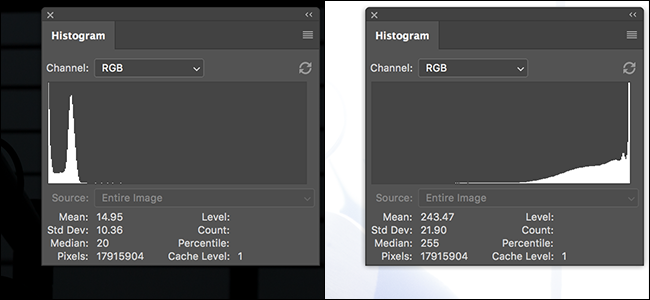 Histogram
Channel: RGB
Source: Entire Image
Mean: 14.95 Level:
Std Dev: 10.36 Count:
Median: 20 Percentile:
Pixels: 17915904 Cache Level: 1
Histogram
Channel: RGB
Source: Entire Image
Mean: 243.47 Level:
Std Dev: 21.90 Count:
Median: 255 Percentile:
Pixels: 17915904 Cache Level: 1